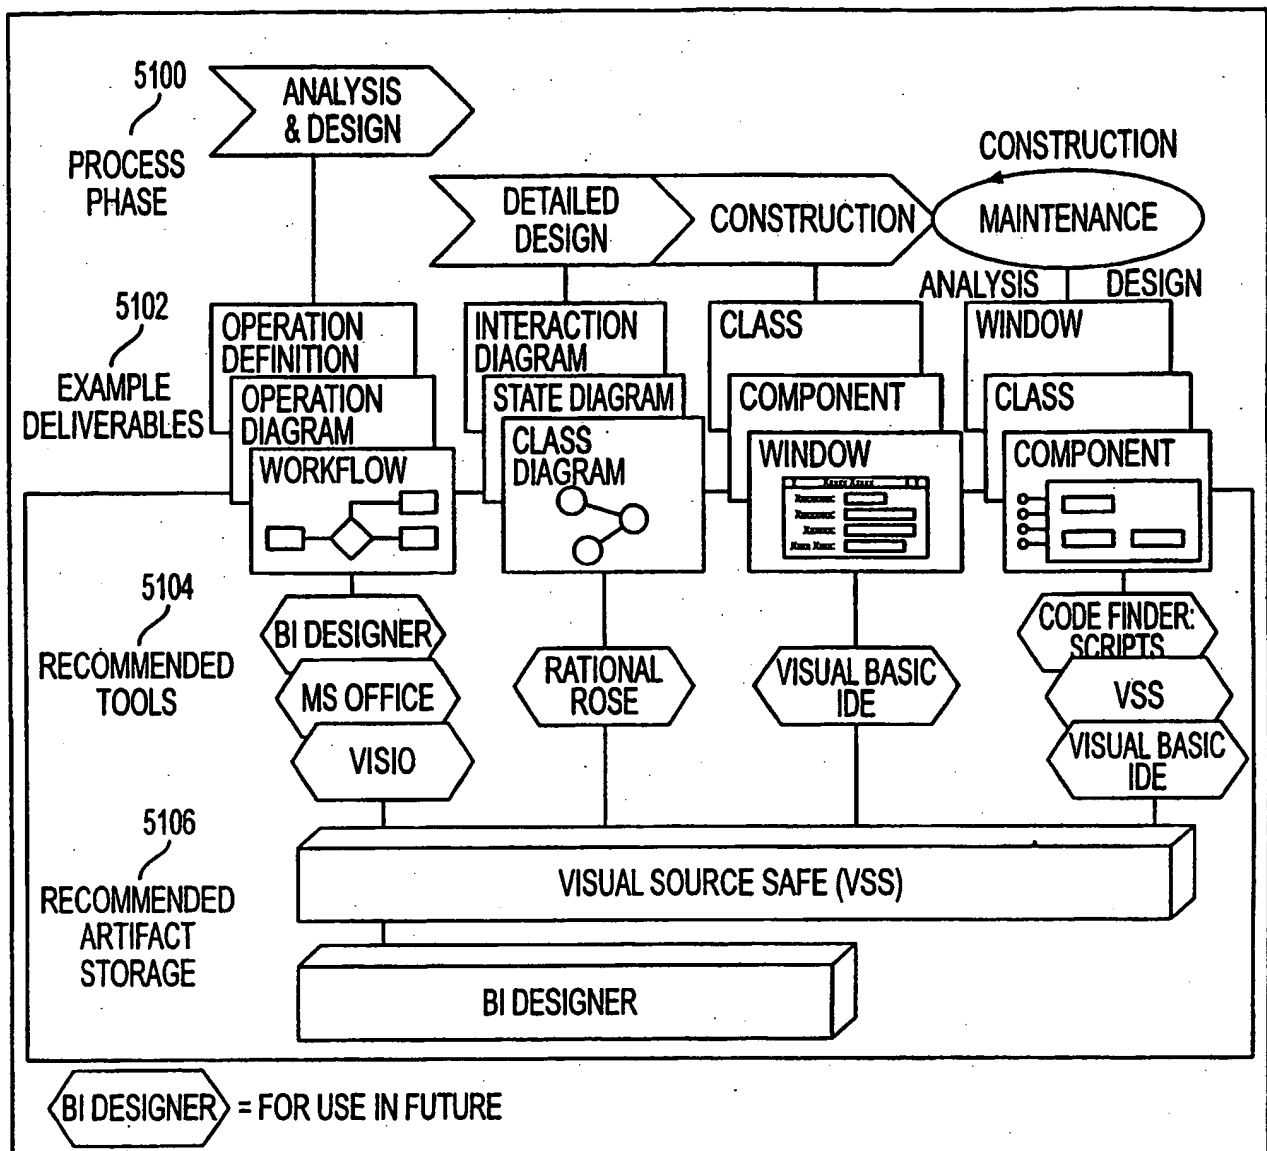 5100
PROCESS
PHASE
ANALYSIS
& DESIGN
DETAILED
DESIGN
CONSTRUCTION
CONSTRUCTION
MAINTENANCE
ANALYSIS
DESIGN
5102
EXAMPLE
DELIVERABLES
OPERATION
DEFINITION
OPERATION
DIAGRAM
WORKFLOW
INTERACTION
DIAGRAM
STATE DIAGRAM
CLASS
DIAGRAM
CLASS
COMPONENT
WINDOW
WINDOW
CLASS
COMPONENT
5104
RECOMMENDED
TOOLS
BI DESIGNER
MS OFFICE
VISIO
RATIONAL
ROSE
VISUAL BASIC
IDE
CODE FINDER:
SCRIPTS
VSS
VISUAL BASIC
IDE
5106
RECOMMENDED
ARTIFACT
STORAGE
VISUAL SOURCE SAFE (VSS)
BI DESIGNER
BI DESIGNER = FOR USE IN FUTURE